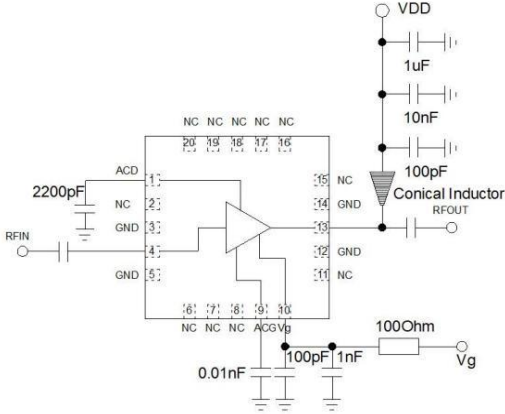 VDD
1uF
10nF
100pF
Conical Inductor
NC NC NC NC NC
20 19 18 17 16
ACD 1
2200pF
NC 2
GND 3
RFIN
4
GND 5
15 NC
14 GND
13
RFOUT
12 GND
11 NC
6 7 8 9 10
NC NC NC ACG Vg
0.01nF
100pF
1nF
100Ohm
Vg